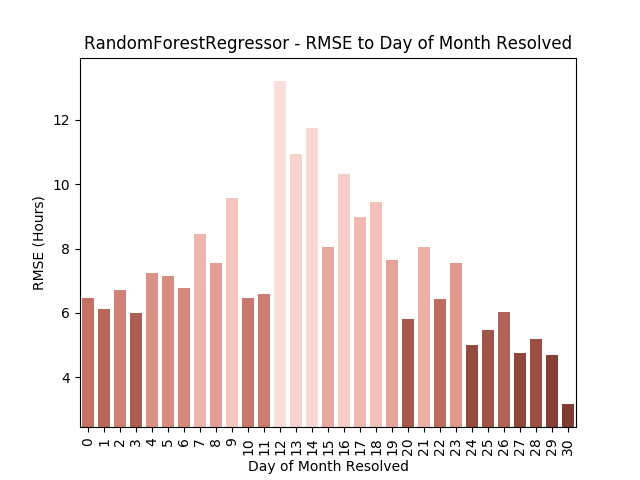 RandomForestRegressor - RMSE to Day of Month Resolved
12
10
8
6
4
RMSE (Hours)
0 1 2 3 4 5 6 7 8 9 10 11 12 13 14 15 16 17 18 19 20 21 22 23 24 25 26 27 28 29 30
Day of Month Resolved